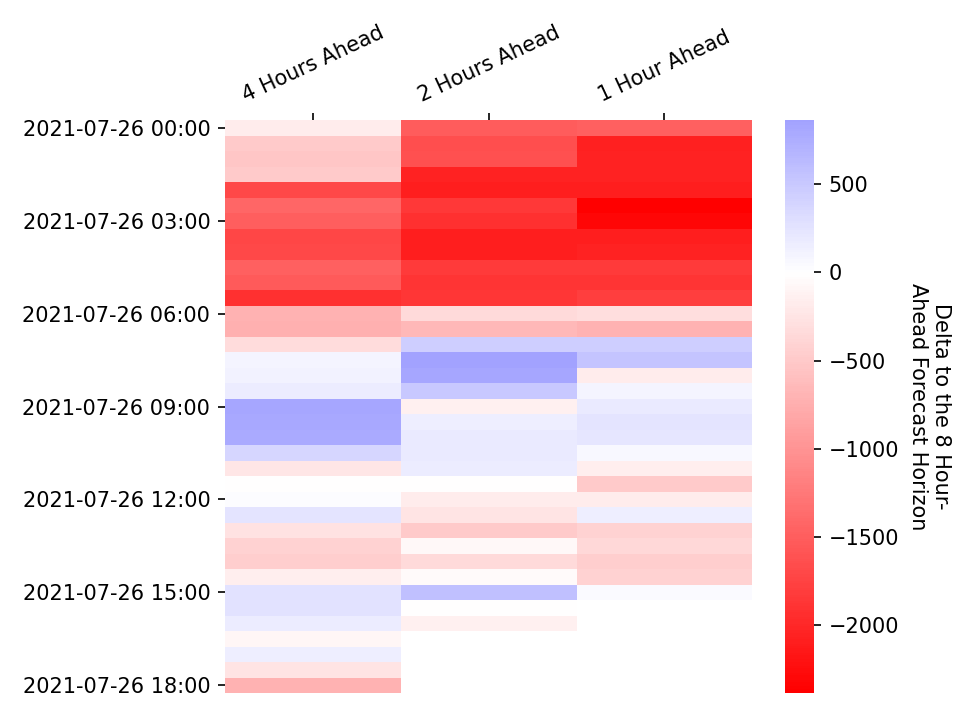 4 Hours Ahead
2 Hours Ahead
1 Hour Ahead
2021-07-26 00:00
2021-07-26 03:00
2021-07-26 06:00
2021-07-26 09:00
2021-07-26 12:00
2021-07-26 15:00
2021-07-26 18:00
500
0
−500
−1000
−1500
−2000
Delta to the 8 Hour-
Ahead Forecast Horizon